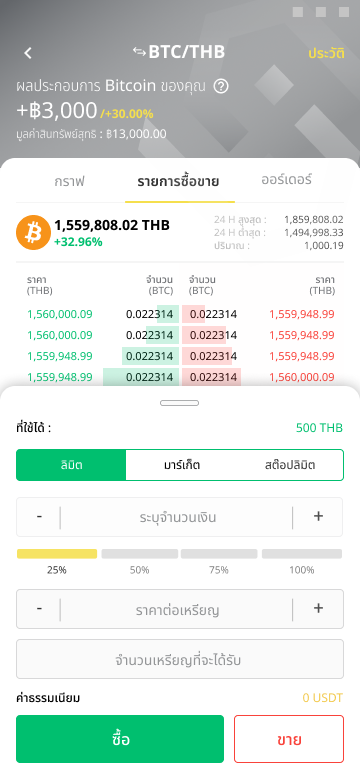 BTC/THB
ประวัติ
ผลประกอบการ Bitcoin ของคุณ ?
+฿3,000 /+30.00%
มูลค่าสินทรัพย์สุทธิ : ฿13,000.00
กราฟ รายการซื้อขาย ออร์เดอร์
1,559,808.02 THB
+32.96%
24 H สูงสุด : 1,859,808.02
24 H ต่ำสุด : 1,494,998.33
ปริมาณ : 1,000.19
ราคา จำนวน จำนวน ราคา
(THB) (BTC) (BTC) (THB)
1,560,000.09 0.022314 0.022314 1,559,948.99
1,560,000.09 0.022314 0.022314 1,559,948.99
1,559,948.99 0.022314 0.022314 1,559,948.99
1,559,948.99 0.022314 0.022314 1,560,000.09
ที่ใช้ได้ : 500 THB
ลิมิต มาร์เก็ต สต๊อปลิมิต
- ระบุจำนวนเงิน +
25% 50% 75% 100%
- ราคาต่อเหรียญ +
จำนวนเหรียญที่จะได้รับ
ค่าธรรมเนียม 0 USDT
ซื้อ ขาย